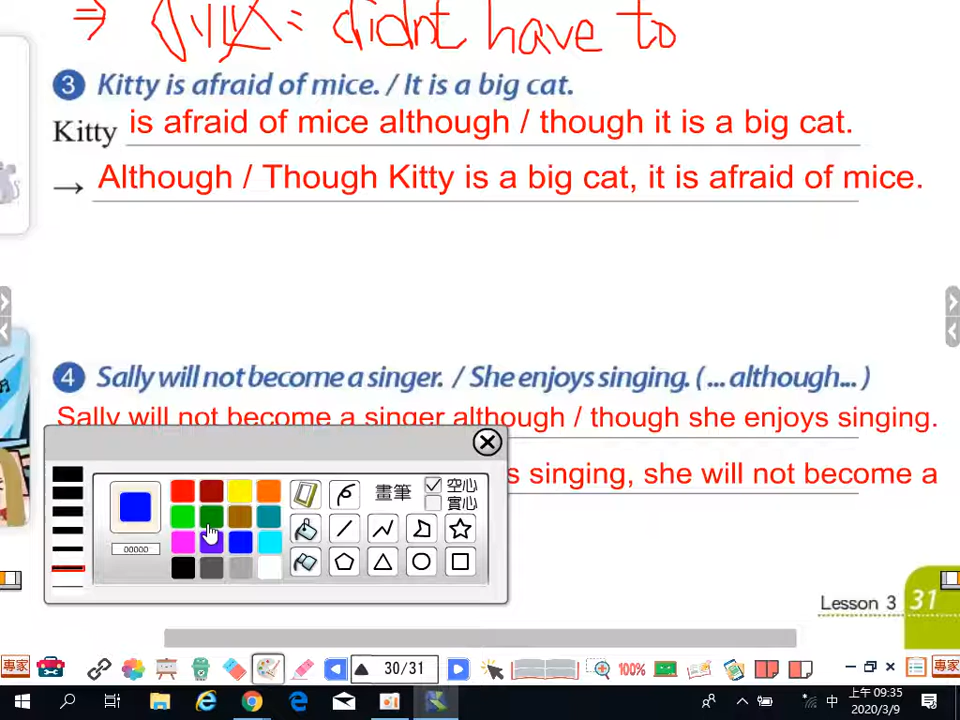 ⇒ didn't have to
3 Kitty is afraid of mice. / It is a big cat.
Kitty is afraid of mice although / though it is a big cat.
→ Although / Though Kitty is a big cat, it is afraid of mice.
4 Sally will not become a singer. / She enjoys singing. ( ... although... )
Sally will not become a singer although / though she enjoys singing.
s singing, she will not become a
畫筆
空心
實心
00000
Lesson 3 31
專家
30/31
100%
專家
中
上午 09:35
2020/3/9